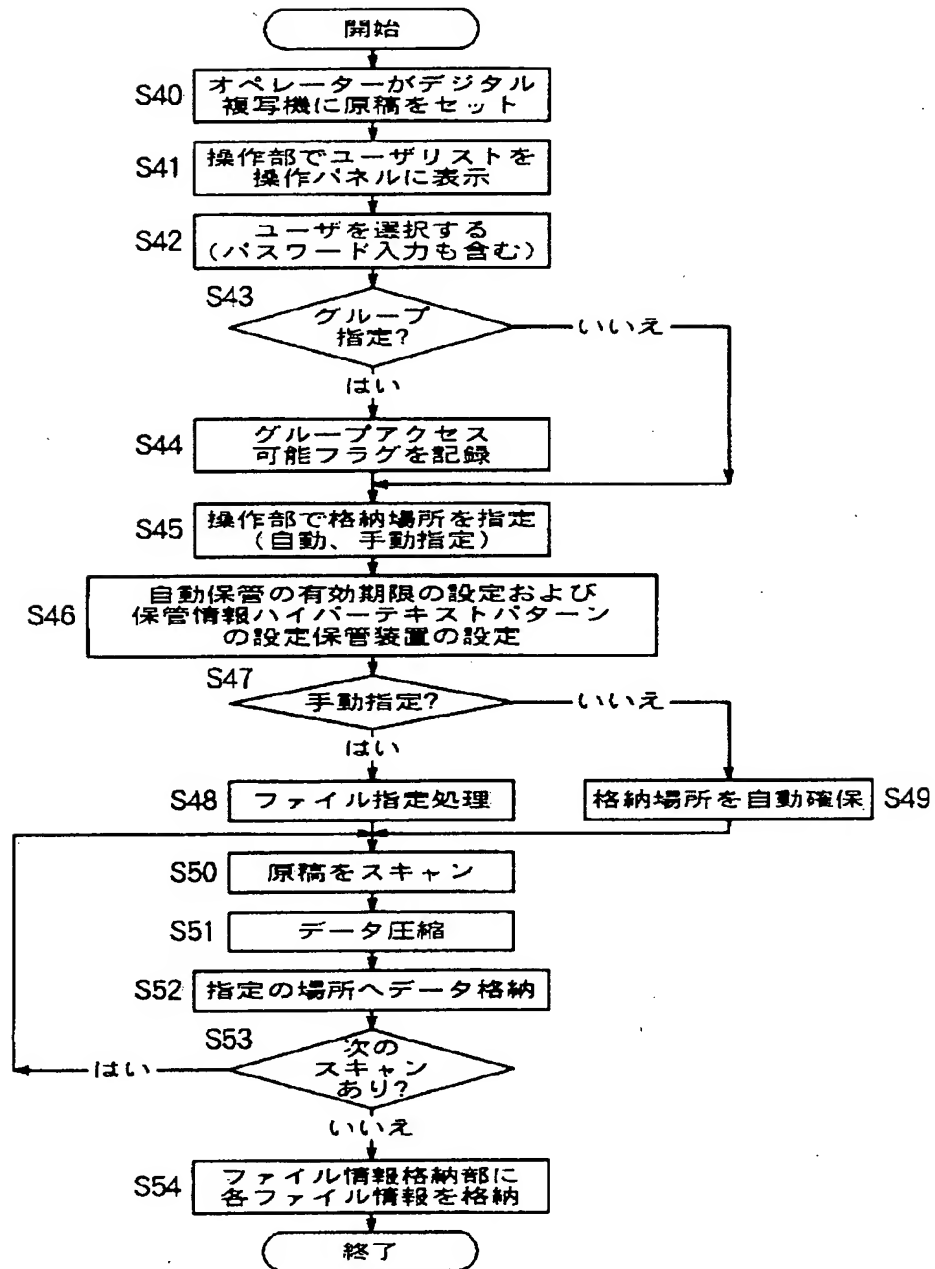 開始
S40
オペレーターがデジタル
複写機に原稿をセット
S41
操作部でユーザリストを
操作パネルに表示
S42
ユーザを選択する
(パスワード入力も含む)
S43
グループ
指定?
いいえ
はい
S44
グループアクセス
可能フラグを記録
S45
操作部で格納場所を指定
(自動、手動指定)
S46
自動保管の有効期限の設定および
保管情報ハイパーテキストパターン
の設定保管装置の設定
S47
手動指定?
いいえ
はい
S48
ファイル指定処理
格納場所を自動確保
S49
S50
原稿をスキャン
S51
データ圧縮
S52
指定の場所へデータ格納
S53
次の
スキャン
あり?
はい
いいえ
S54
ファイル情報格納部に
各ファイル情報を格納
終了